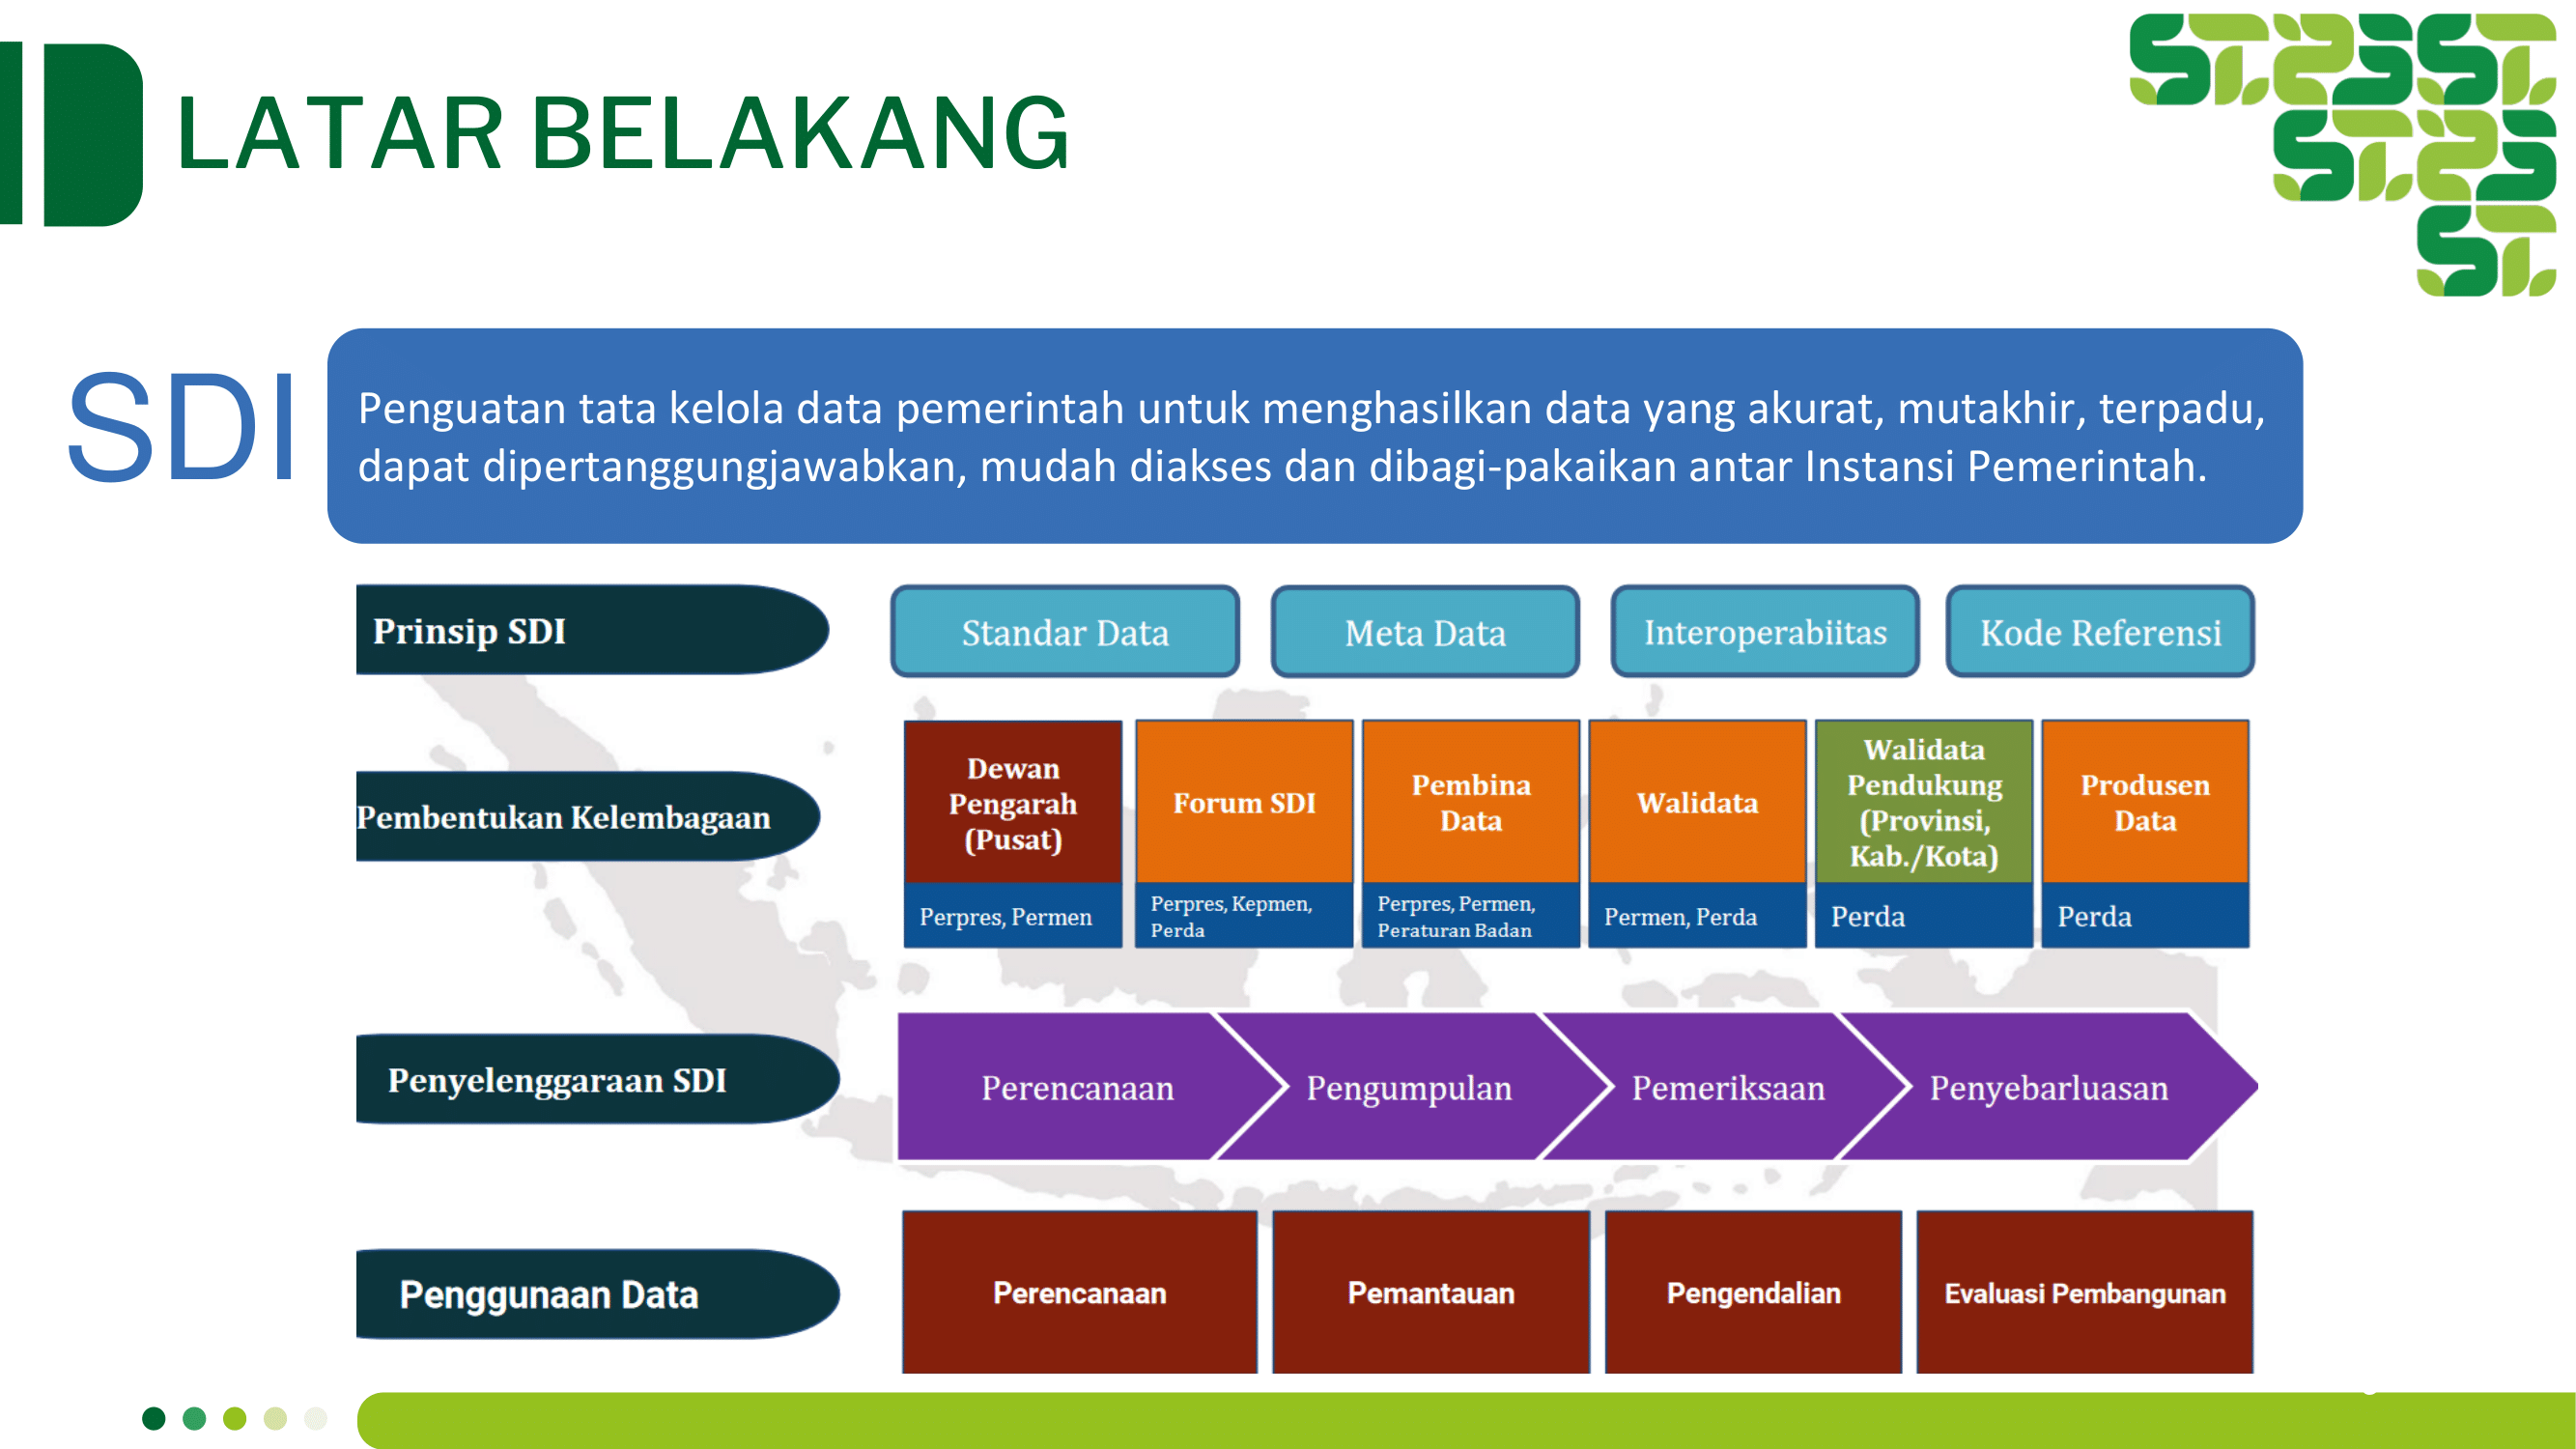 LATAR BELAKANG
SDI
Penguatan tata kelola data pemerintah untuk menghasilkan data yang akurat, mutakhir, terpadu,
dapat dipertanggungjawabkan, mudah diakses dan dibagi-pakaikan antar Instansi Pemerintah.
Prinsip SDI
Standar Data
Meta Data
Interoperabiitas
Kode Referensi
Pembentukan Kelembagaan
Dewan
Pengarah
(Pusat)
Perpres, Permen
Forum SDI
Perpres, Kepmen,
Perda
Pembina
Data
Perpres, Permen,
Peraturan Badan
Walidata
Permen, Perda
Walidata
Pendukung
(Provinsi,
Kab./Kota)
Perda
Produsen
Data
Perda
Penyelenggaraan SDI
Perencanaan
Pengumpulan
Pemeriksaan
Penyebarluasan
Penggunaan Data
Perencanaan
Pemantauan
Pengendalian
Evaluasi Pembangunan